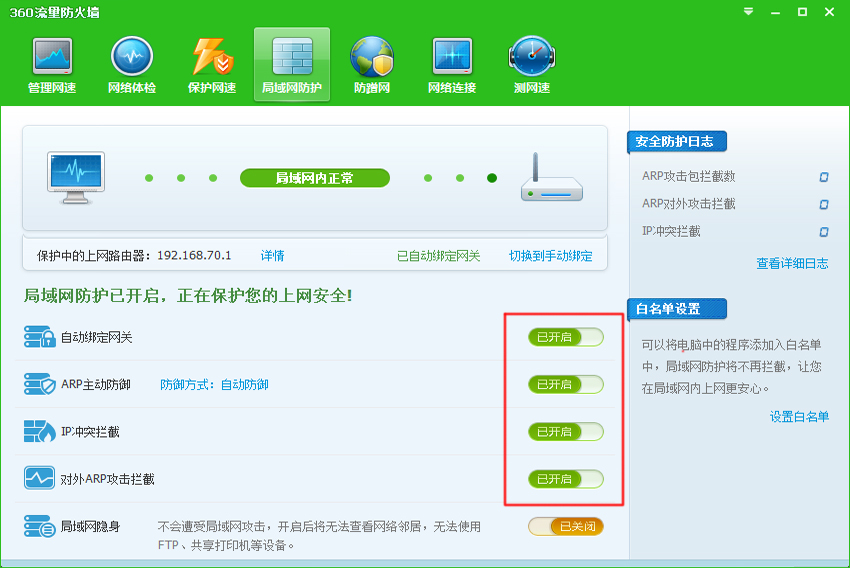 360流量防火墙
管理网速 网络体检 保护网速 局域网防护 防蹭网 网络连接 测网速
局域网内正常
保护中的上网路由器：192.168.70.1 详情 已自动绑定网关 切换到手动绑定
局域网防护已开启，正在保护您的上网安全!
自动绑定网关 已开启
ARP主动防御 防御方式：自动防御 已开启
IP冲突拦截 已开启
对外ARP攻击拦截 已开启
局域网隐身 不会遭受局域网攻击，开启后将无法查看网络邻居，无法使用 已关闭
FTP、共享打印机等设备。
安全防护日志
ARP攻击包拦截数 0
ARP对外攻击拦截 0
IP冲突拦截 0
查看详细日志
白名单设置
可以将电脑中的程序添加入白名单
中，局域网防护将不再拦截，让您
在局域网内上网更安心。
设置白名单